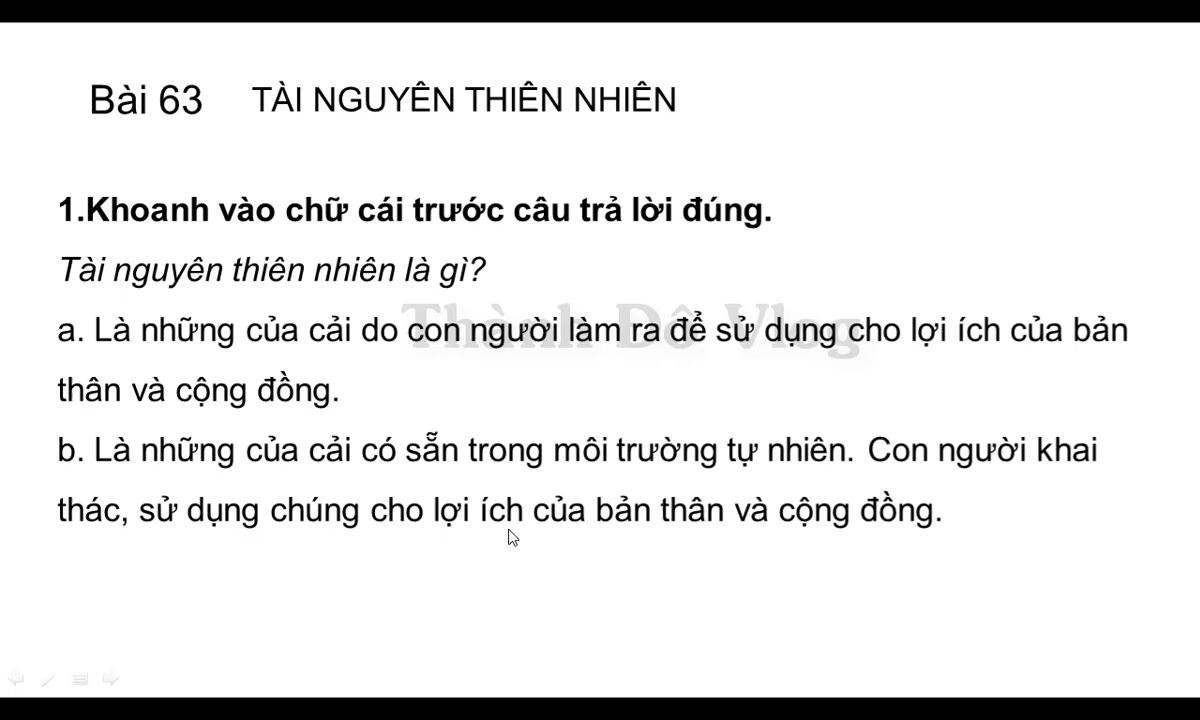 Bài 63 TÀI NGUYÊN THIÊN NHIÊN
1.Khoanh vào chữ cái trước câu trả lời đúng.
Tài nguyên thiên nhiên là gì?
Thành Đô Vlog
a. Là những của cải do con người làm ra để sử dụng cho lợi ích của bản
thân và cộng đồng.
b. Là những của cải có sẵn trong môi trường tự nhiên. Con người khai
thác, sử dụng chúng cho lợi ích của bản thân và cộng đồng.